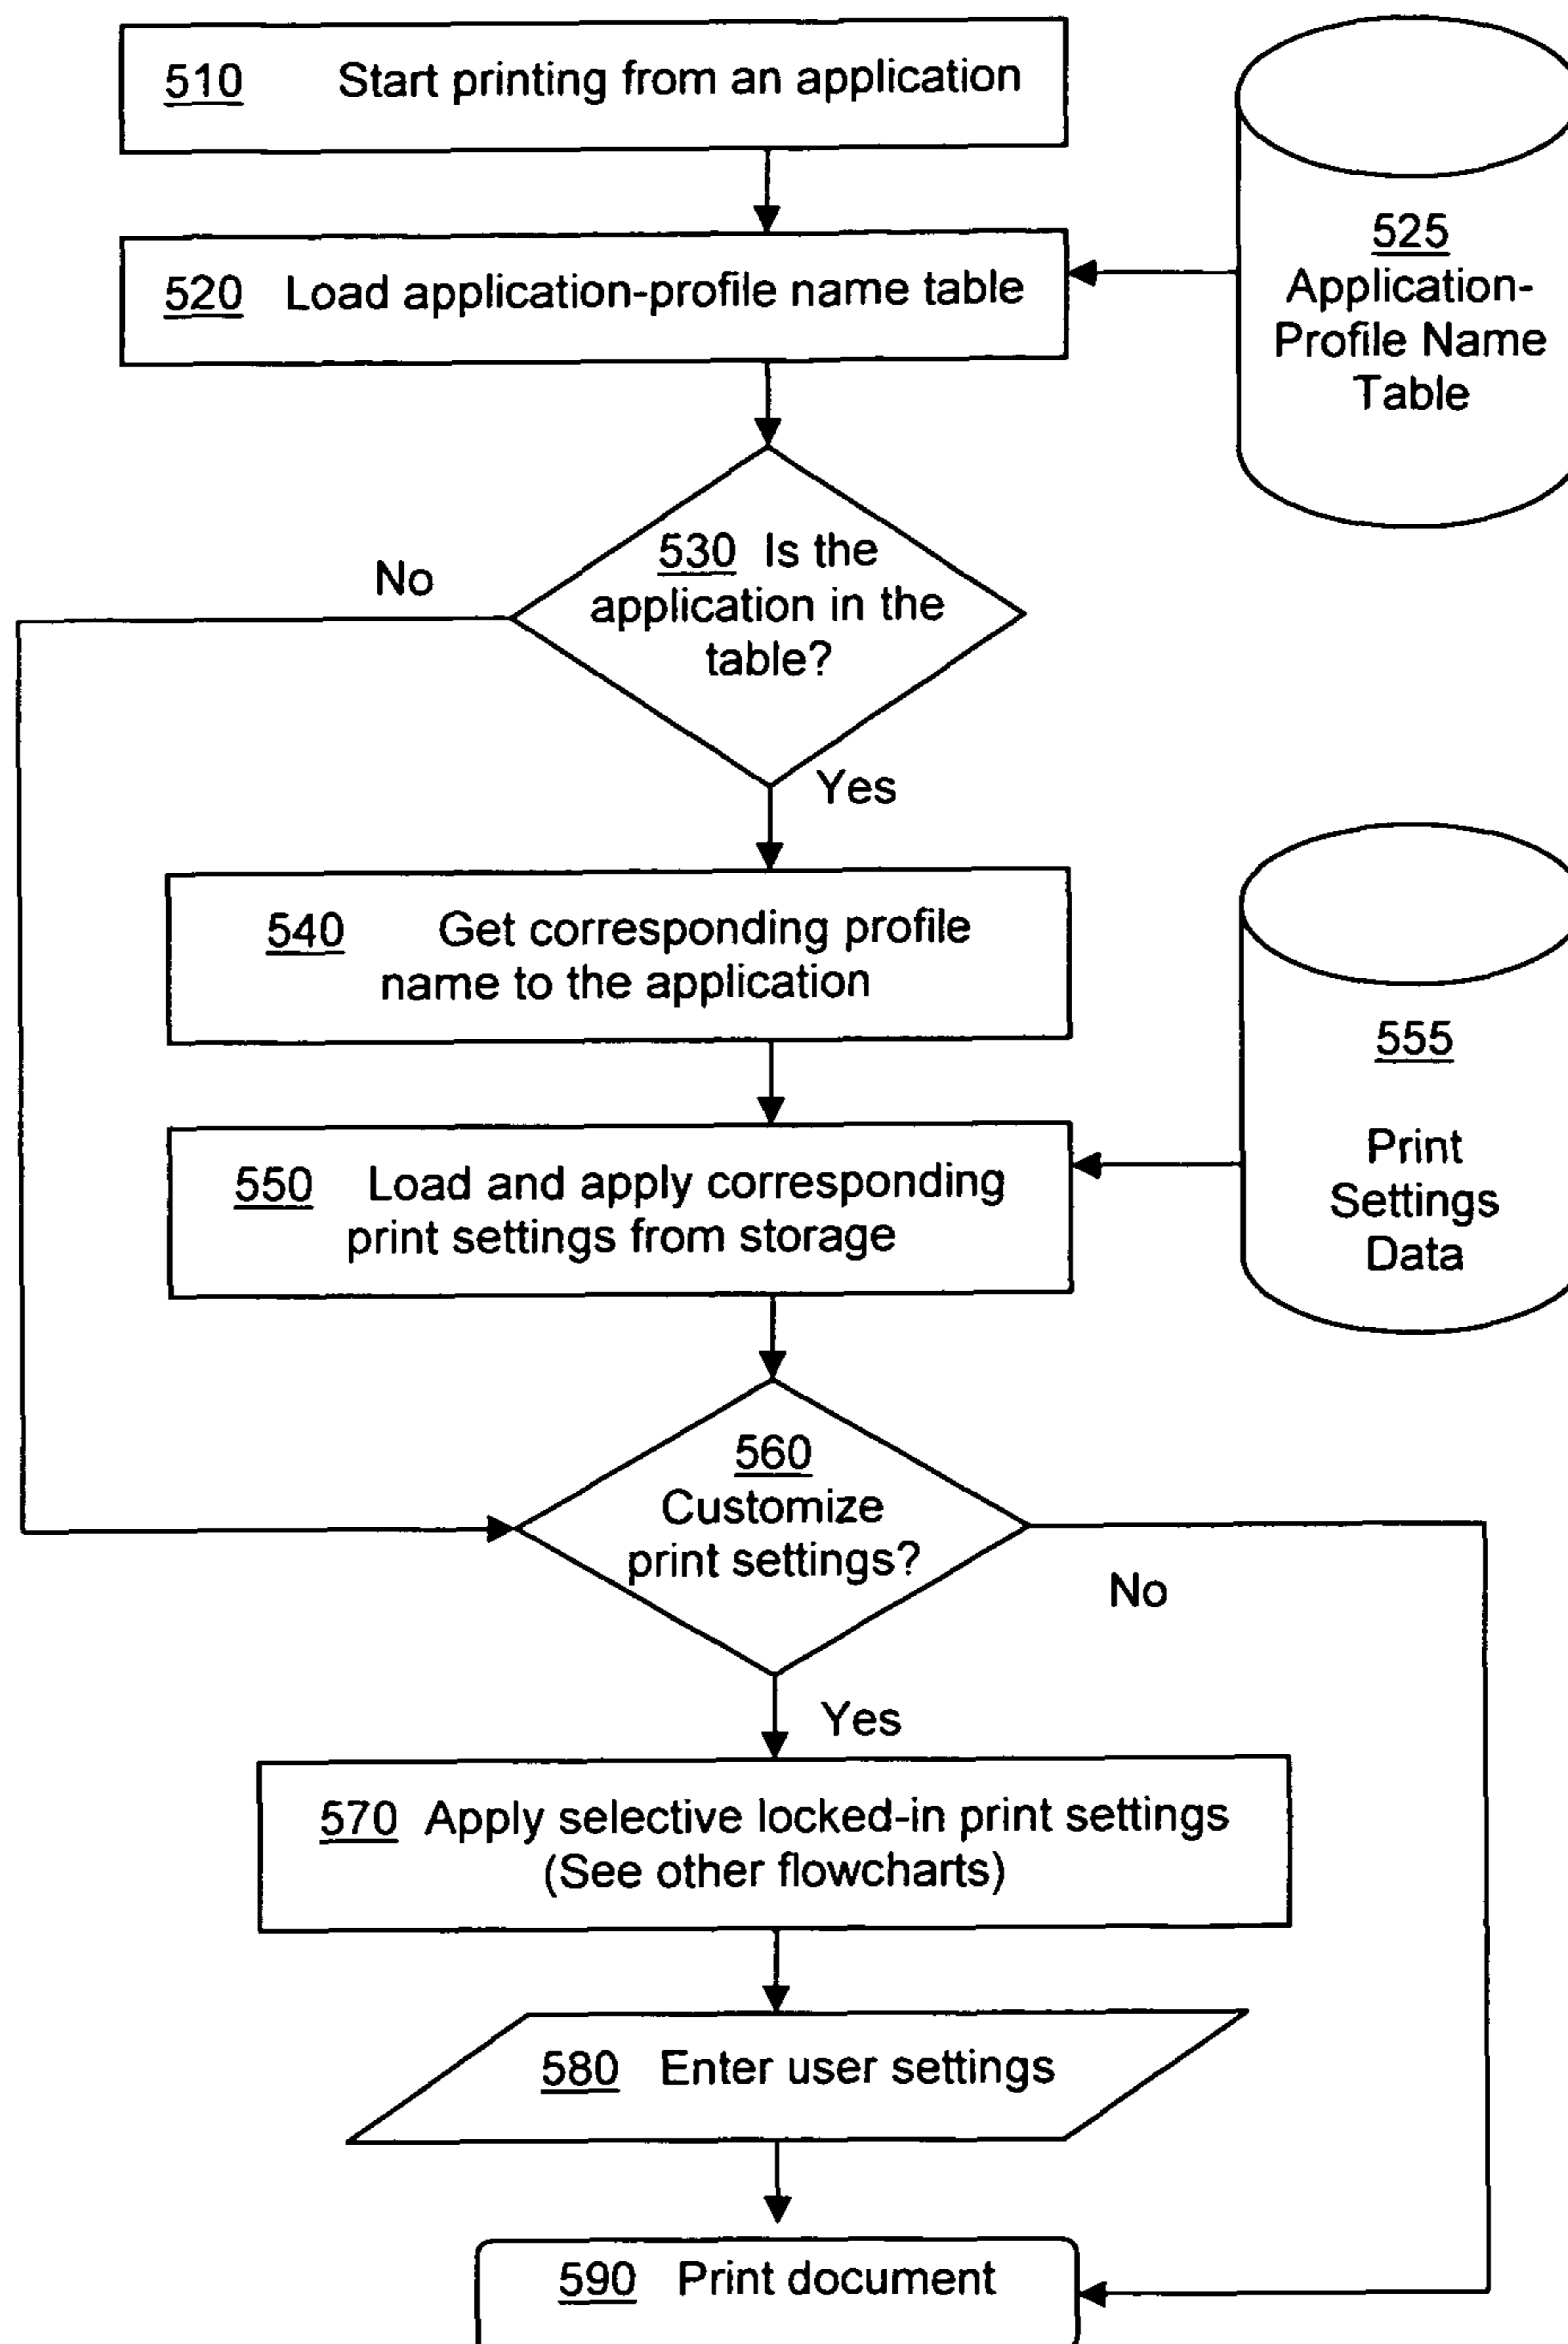 510 Start printing from an application
520 Load application-profile name table
525
Application-
Profile Name
Table
530 Is the
application in the
table?
No
Yes
540 Get corresponding profile
name to the application
550 Load and apply corresponding
print settings from storage
555
Print
Settings
Data
560
Customize
print settings?
No
Yes
570 Apply selective locked-in print settings
(See other flowcharts)
580 Enter user settings
590 Print document